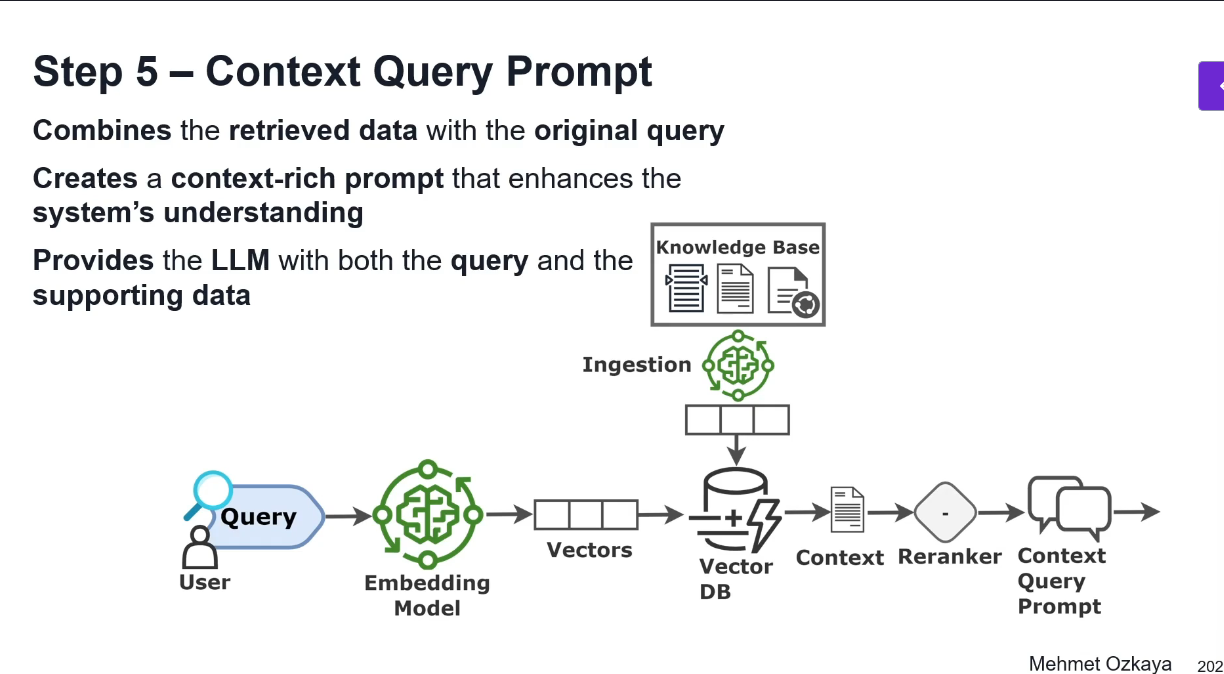 Step 5 – Context Query Prompt
Combines the retrieved data with the original query
Creates a context-rich prompt that enhances the
system’s understanding
Provides the LLM with both the query and the
supporting data
Knowledge Base
Ingestion
Query
User
Embedding
Model
Vectors
Vector
DB
Context
-
Reranker
Context
Query
Prompt
Mehmet Ozkaya
202